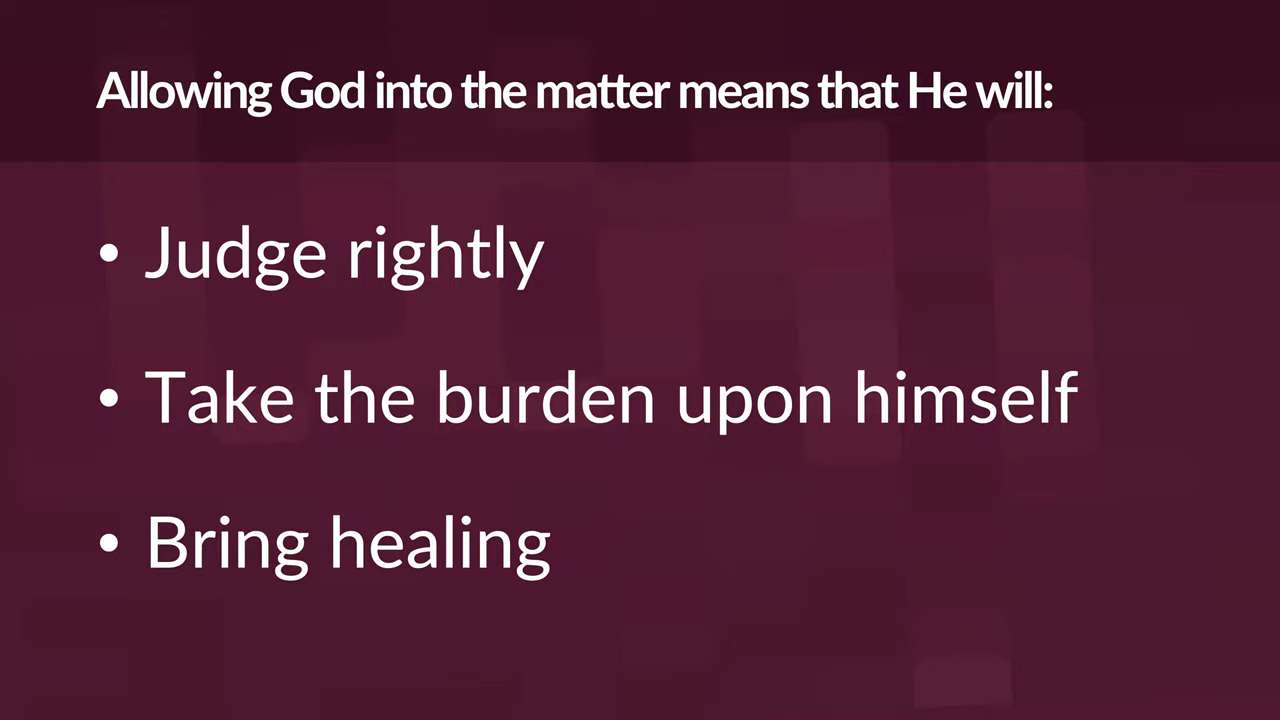 Allowing God into the matter means that He will:
• Judge rightly
• Take the burden upon himself
• Bring healing